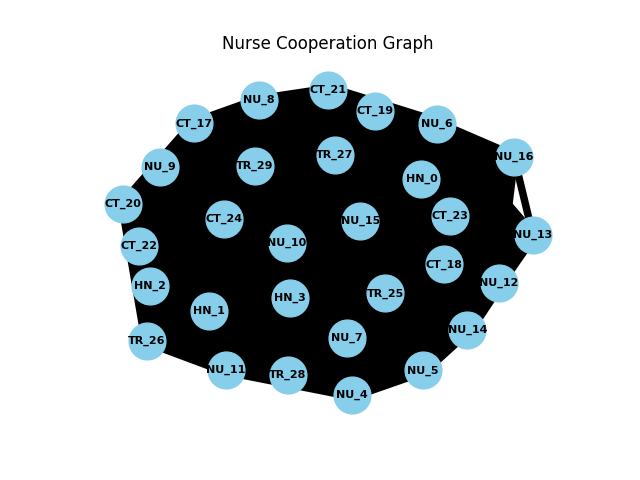 Nurse Cooperation Graph
CT_21
NU_8
CT_19
CT_17
NU_6
TR_27
NU_16
TR_29
NU_9
HN_0
CT_20
CT_23
CT_24
NU_15
NU_13
NU_10
CT_22
CT_18
NU_12
HN_2
TR_25
HN_3
HN_1
NU_14
NU_7
TR_26
NU_11
NU_5
TR_28
NU_4